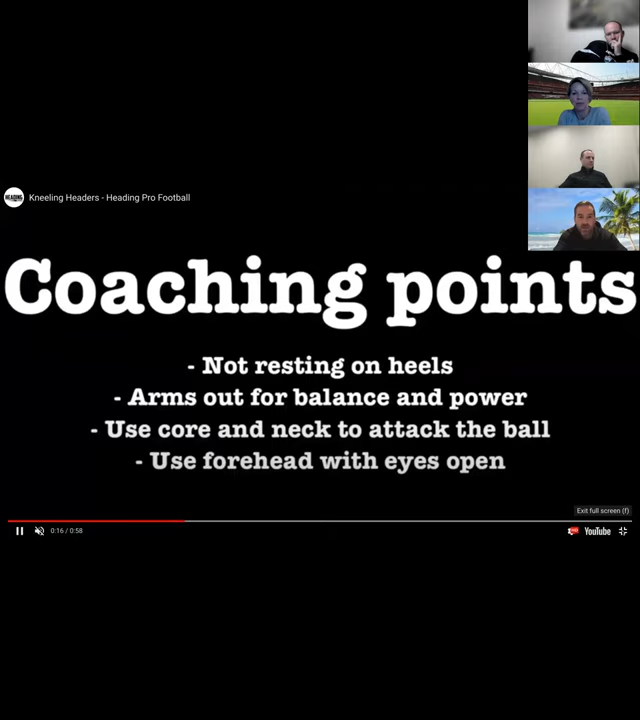 HEADING
Kneeling Headers - Heading Pro Football
Coaching points
- Not resting on heels
- Arms out for balance and power
- Use core and neck to attack the ball
- Use forehead with eyes open
Exit full screen (f)
0:16 / 0:58
YouTube